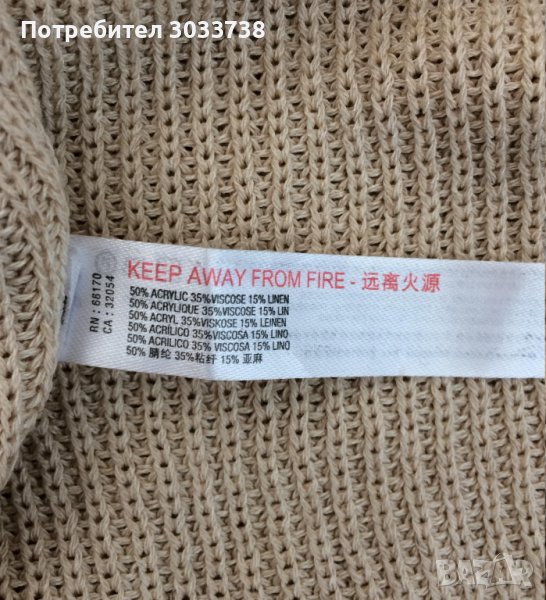 Потребител 3033738
RN : 66170
CA : 32054
KEEP AWAY FROM FIRE - 远离火源
50% ACRYLIC 35%VISCOSE 15% LINEN
50% ACRYLIQUE 35% VISCOSE 15% LIN
50% ACRYL 35%VISKOSE 15% LEINEN
50% ACRÍLICO 35% VISCOSA 15% LINO
50% ACRILICO 35% VISCOSA 15% LINO
50% 腈纶 35%粘纤 15% 亚麻
BAZAR